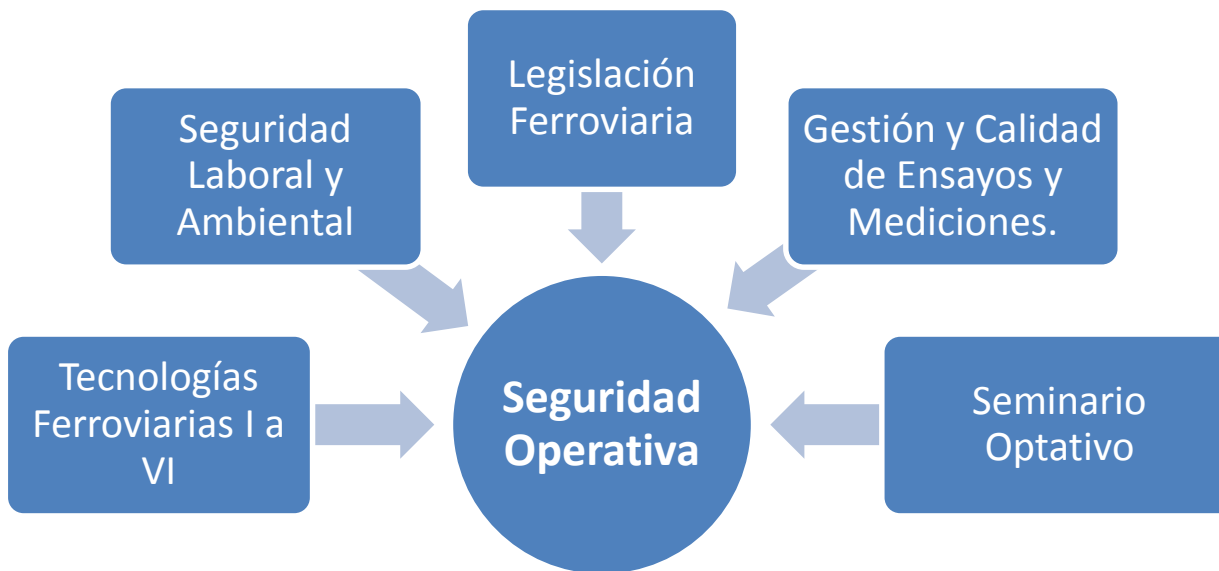 Legislación
Ferroviaria
Seguridad
Laboral y
Ambiental
Gestión y Calidad
de Ensayos y
Mediciones.
Tecnologías
Ferroviarias I a
VI
Seguridad
Operativa
Seminario
Optativo